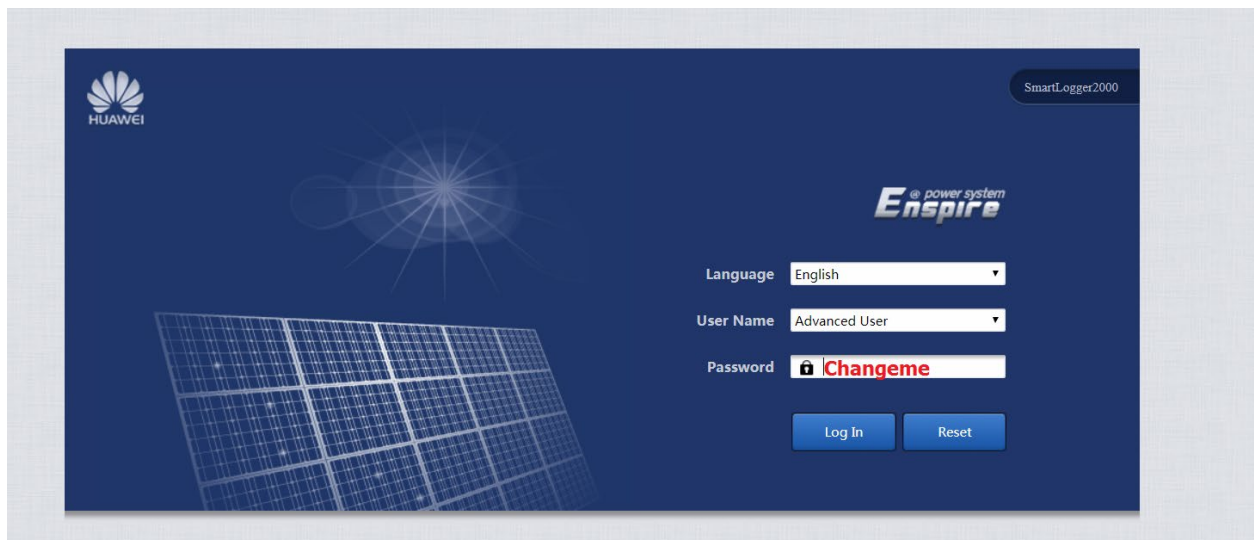 HUAWEI
SmartLogger2000
Enspire @ power system
Language English
User Name Advanced User
Password Changeme
Log In Reset